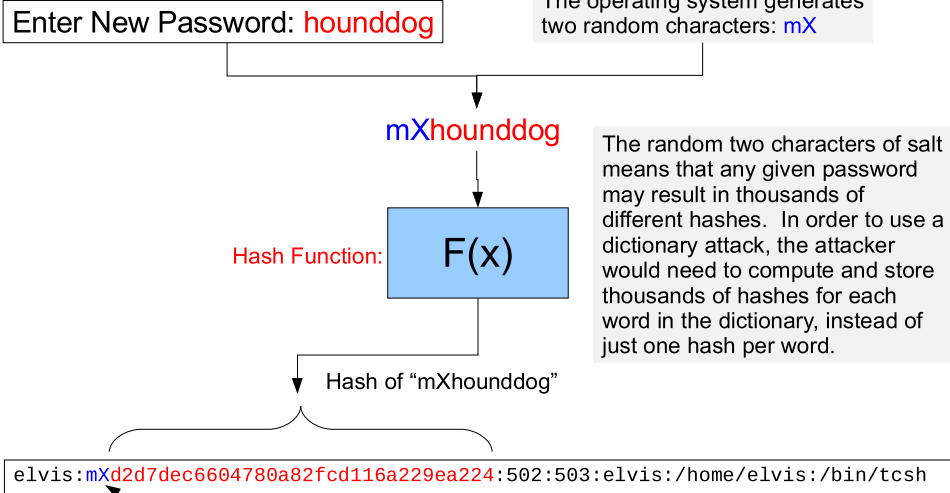 The operating system generates
two random characters: mX
Enter New Password: hounddog
mXhounddog
The random two characters of salt
means that any given password
may result in thousands of
different hashes.  In order to use a
dictionary attack, the attacker
would need to compute and store
thousands of hashes for each
word in the dictionary, instead of
just one hash per word.
Hash Function:
F(x)
Hash of “mXhounddog”
elvis:mXd2d7dec6604780a82fcd116a229ea224:502:503:elvis:/home/elvis:/bin/tcsh